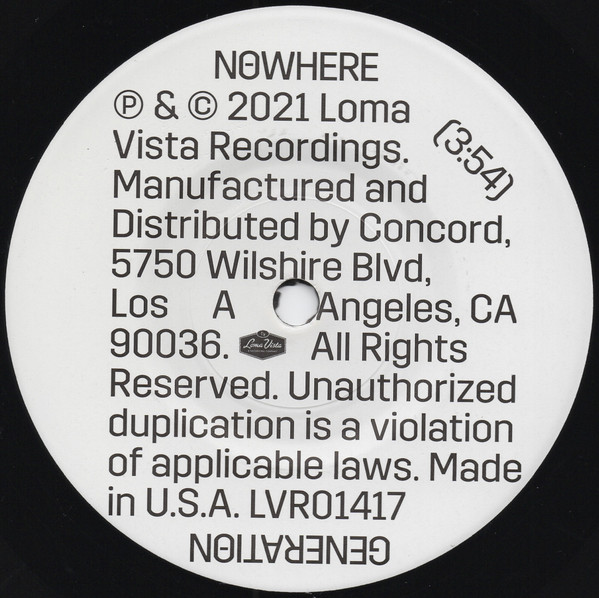 NOWHERE
℗ & © 2021 Loma
(3:54)
Vista Recordings.
Manufactured and
Distributed by Concord,
5750 Wilshire Blvd,
Los A Angeles, CA
90036. Loma Vista All Rights
Reserved. Unauthorized
duplication is a violation
of applicable laws. Made
in U.S.A. LVR01417
GENERATION